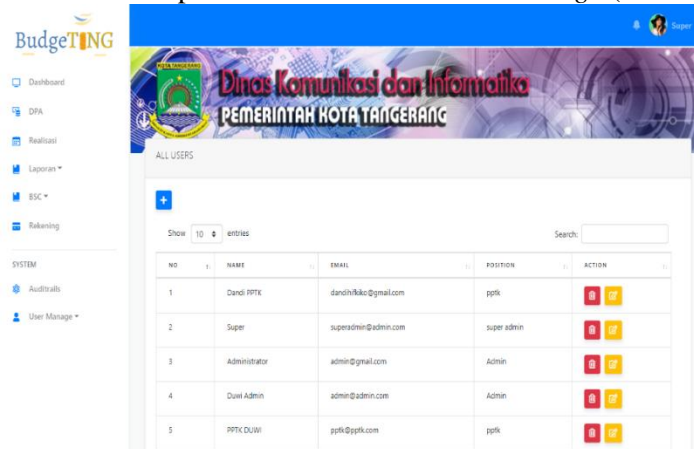 BudgeTING
Super
Dashboard
DPA
Realisasi
Laporan
BSC
Rekening
SYSTEM
Auditrails
User Manage
KOTA TANGERANG
Dinas Komunikasi dan Informatika
PEMERINTAH KOTA TANGERANG
ALL USERS
+
Show 10 entries
Search:
NO NAME EMAIL POSITION ACTION
1 Dandi PPTK pptk
2 Super superadmin@admin.com super admin
3 Administrator admin@gmail.com Admin
4 Duwi Admin admin@admin.com Admin
5 PPTK DUWI pptk@pptk.com pptk